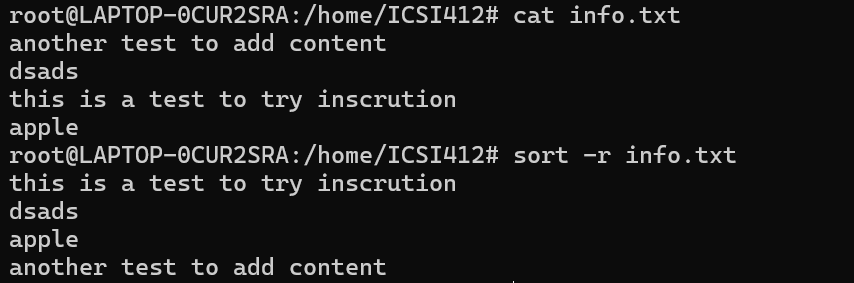 root@LAPTOP-0CUR2SRA:/home/ICSI412# cat info.txt
another test to add content
dsads
this is a test to try inscrution
apple
root@LAPTOP-0CUR2SRA:/home/ICSI412# sort -r info.txt
this is a test to try inscrution
dsads
apple
another test to add content